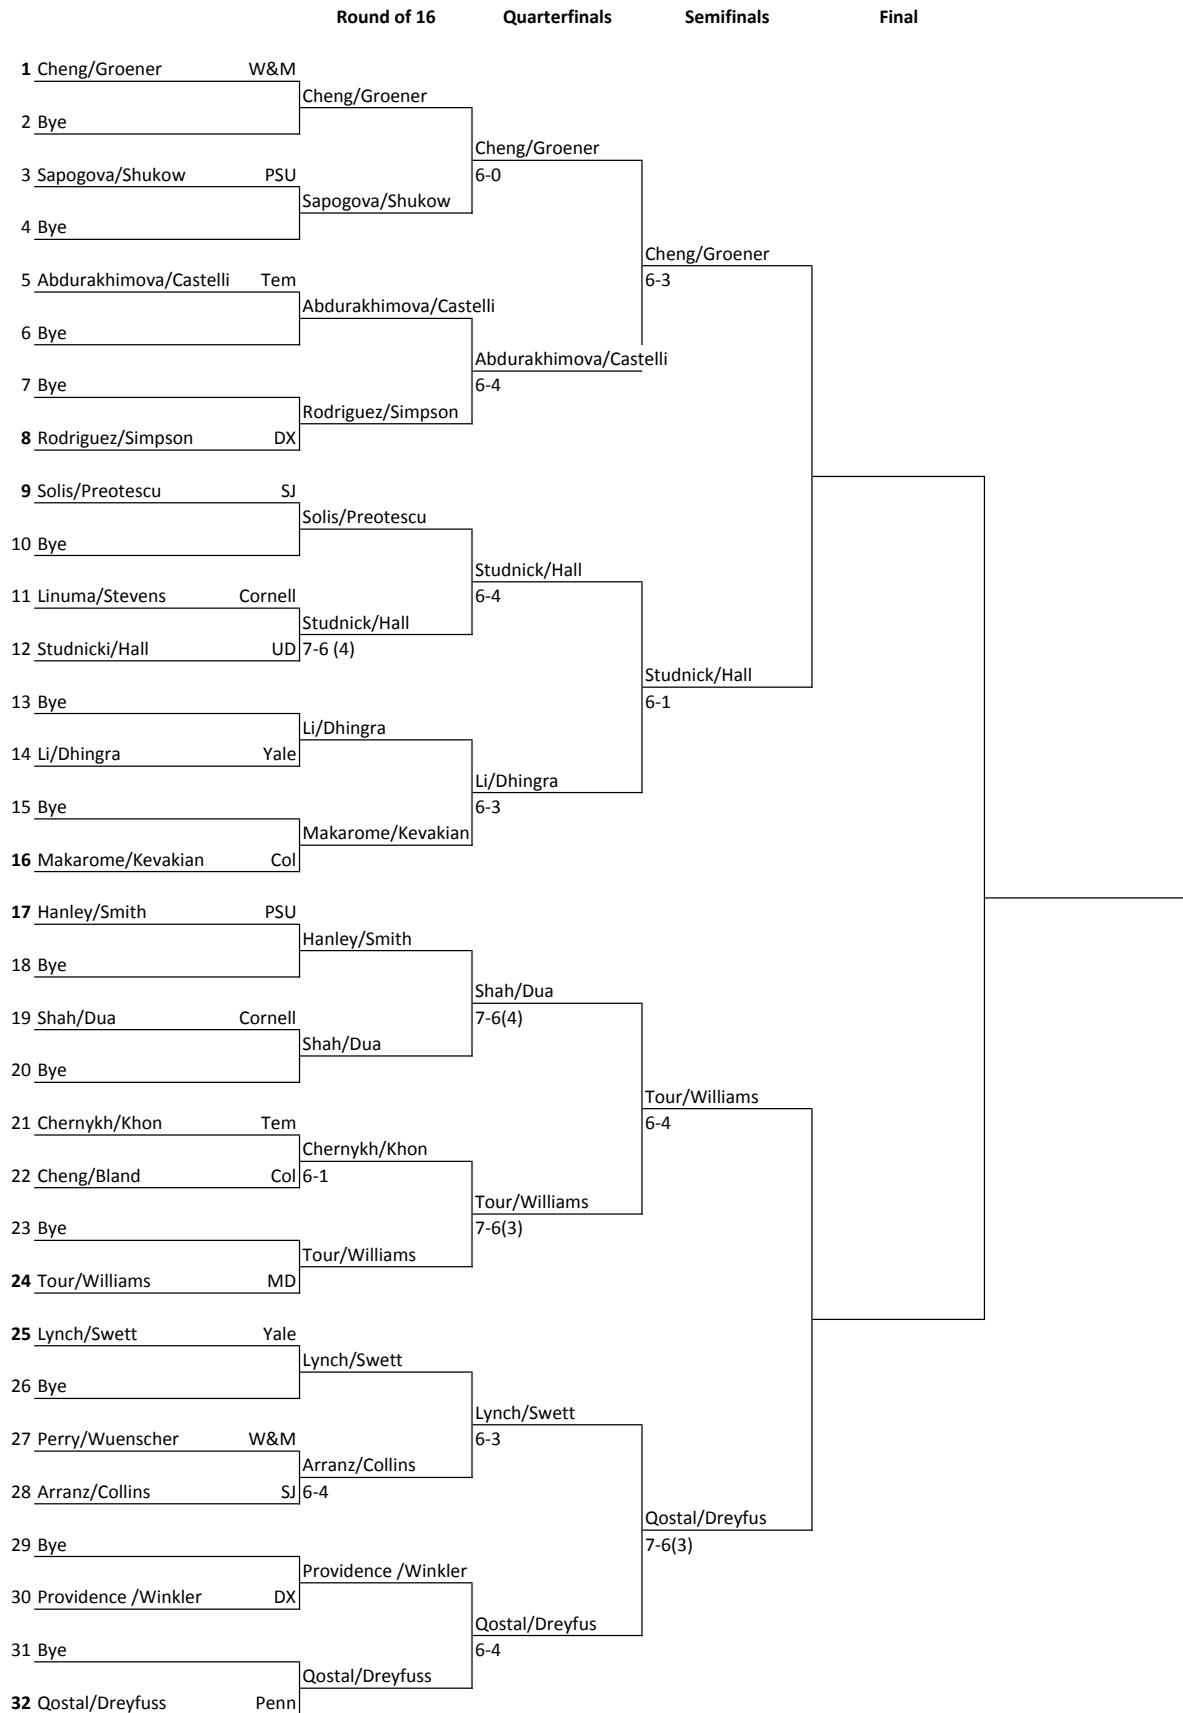 Round of 16 Quarterfinals Semifinals Final
1 Cheng/Groener W&M
Cheng/Groener
2 Bye
Cheng/Groener
3 Sapogova/Shukow PSU 6-0
Sapogova/Shukow
4 Bye
Cheng/Groener
5 Abdurakhimova/Castelli Tem 6-3
Abdurakhimova/Castelli
6 Bye
Abdurakhimova/Castelli
7 Bye 6-4
Rodriguez/Simpson
8 Rodriguez/Simpson DX
9 Solis/Preotescu SJ
Solis/Preotescu
10 Bye
Studnick/Hall
11 Linuma/Stevens Cornell 6-4
Studnick/Hall
12 Studnicki/Hall UD 7-6 (4)
Studnick/Hall
13 Bye 6-1
Li/Dhingra
14 Li/Dhingra Yale
Li/Dhingra
15 Bye 6-3
Makarome/Kevakian
16 Makarome/Kevakian Col
17 Hanley/Smith PSU
Hanley/Smith
18 Bye
Shah/Dua
19 Shah/Dua Cornell 7-6(4)
Shah/Dua
20 Bye
Tour/Williams
21 Chernykh/Khon Tem 6-4
Chernykh/Khon
22 Cheng/Bland Col 6-1
Tour/Williams
23 Bye 7-6(3)
Tour/Williams
24 Tour/Williams MD
25 Lynch/Swett Yale
Lynch/Swett
26 Bye
Lynch/Swett
27 Perry/Wuenscher W&M 6-3
Arranz/Collins
28 Arranz/Collins SJ 6-4
Qostal/Dreyfus
29 Bye 7-6(3)
Providence /Winkler
30 Providence /Winkler DX
Qostal/Dreyfus
31 Bye 6-4
Qostal/Dreyfuss
32 Qostal/Dreyfuss Penn